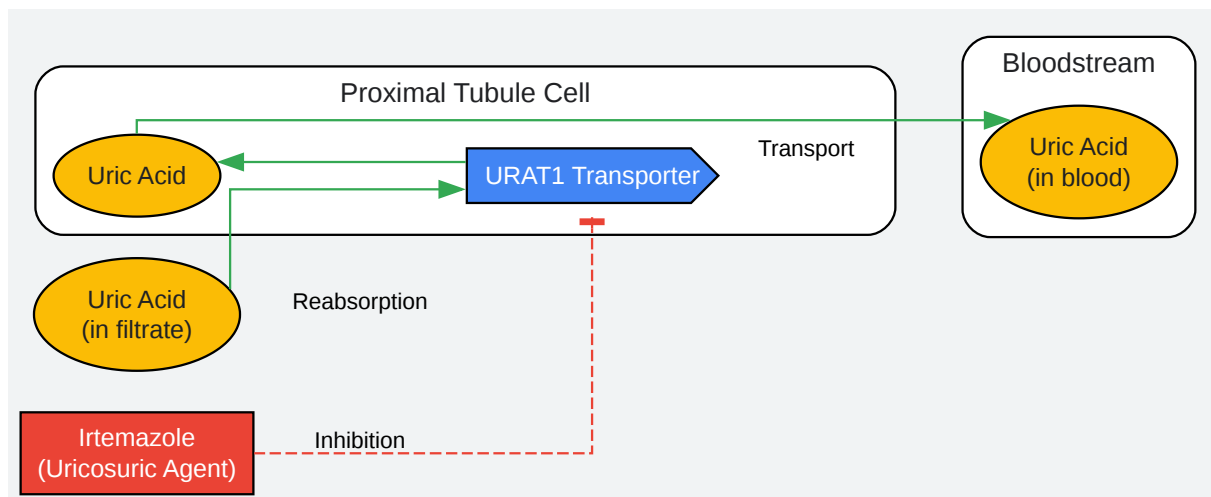 Bloodstream
Proximal Tubule Cell
Uric Acid
URAT1 Transporter
Transport
Uric Acid
(in blood)
Uric Acid
(in filtrate)
Reabsorption
Irtemazole
(Uricosuric Agent)
Inhibition